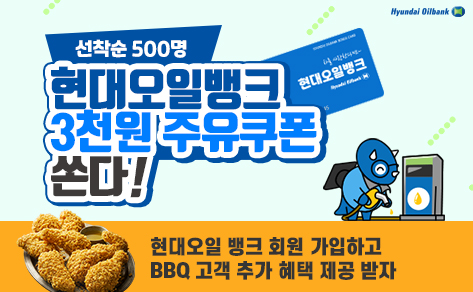 Hyundai Oilbank
선착순 500명
현대오일뱅크
3천원 주유쿠폰
쏜다!
현대오일뱅크
Hyundai Oilbank
현대오일 뱅크 회원 가입하고
BBQ 고객 추가 혜택 제공 받자